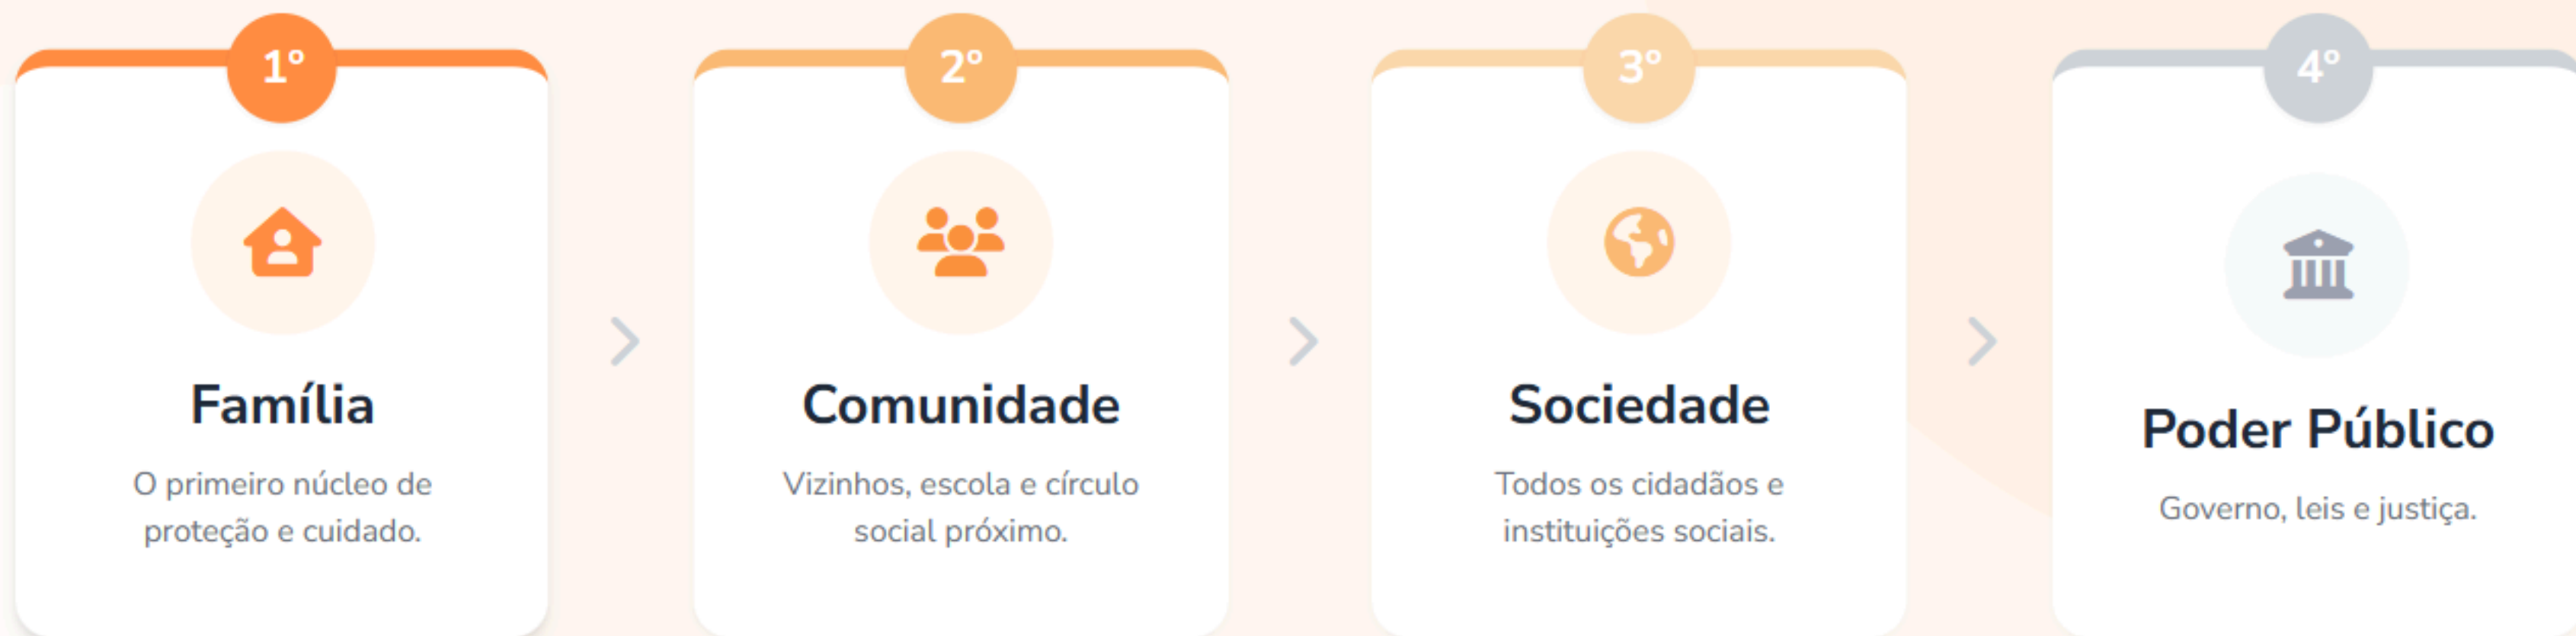 1º
Família
O primeiro núcleo de
proteção e cuidado.
2º
Comunidade
Vizinhos, escola e círculo
social próximo.
3º
Sociedade
Todos os cidadãos e
instituições sociais.
4º
Poder Público
Governo, leis e justiça.